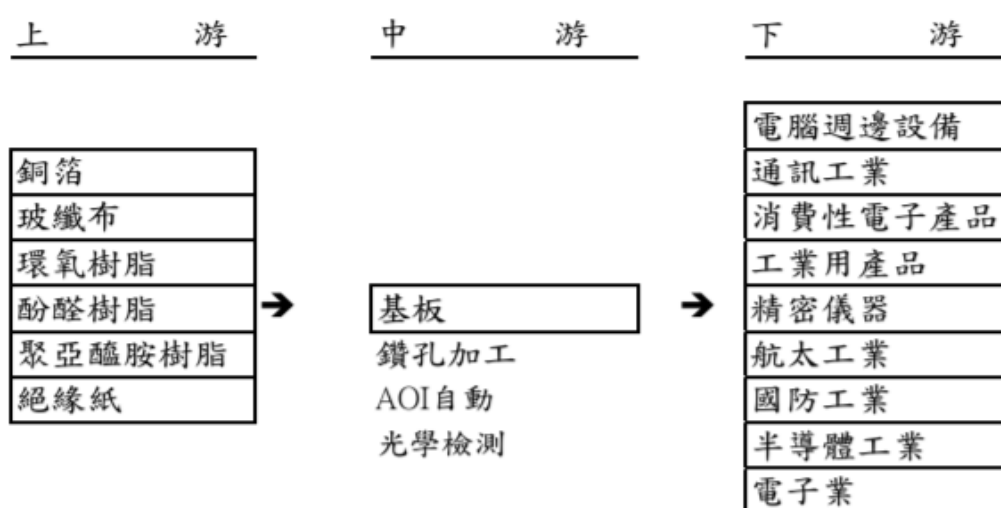 上游
中游
下游
銅箔
玻纖布
環氧樹脂
酚醛樹脂
聚亞醯胺樹脂
絕緣紙
➔
基板
鑽孔加工
AOI自動
光學檢測
➔
電腦週邊設備
通訊工業
消費性電子產品
工業用產品
精密儀器
航太工業
國防工業
半導體工業
電子業